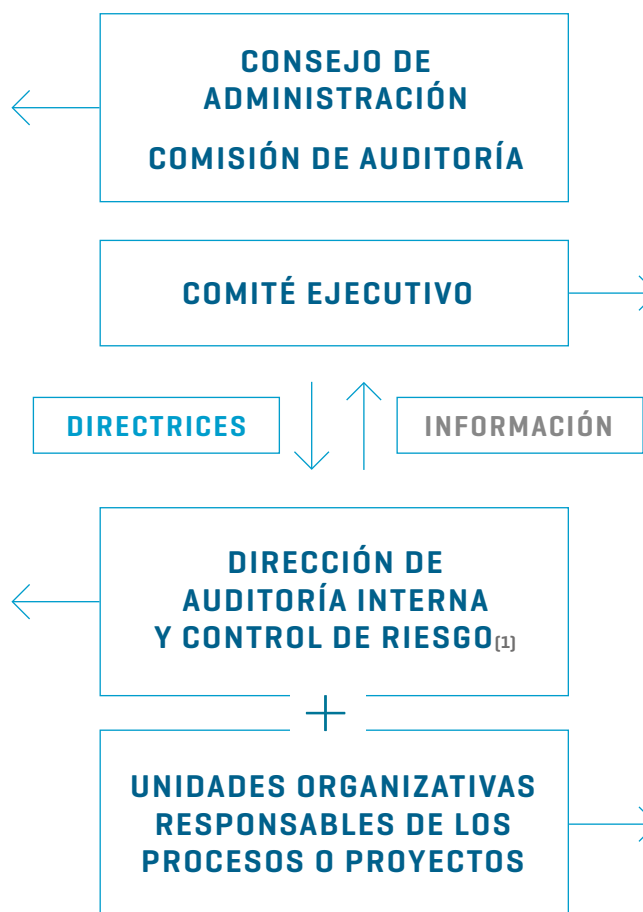 CONSEJO DE
ADMINISTRACIÓN
COMISIÓN DE AUDITORÍA
COMITÉ EJECUTIVO
DIRECTRICES
INFORMACIÓN
DIRECCIÓN DE
AUDITORÍA INTERNA
Y CONTROL DE RIESGO(1)
+
UNIDADES ORGANIZATIVAS
RESPONSABLES DE LOS
PROCESOS O PROYECTOS